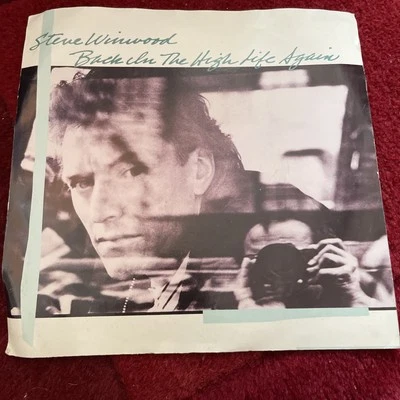 Steve Winwood
Back In The High Life Again